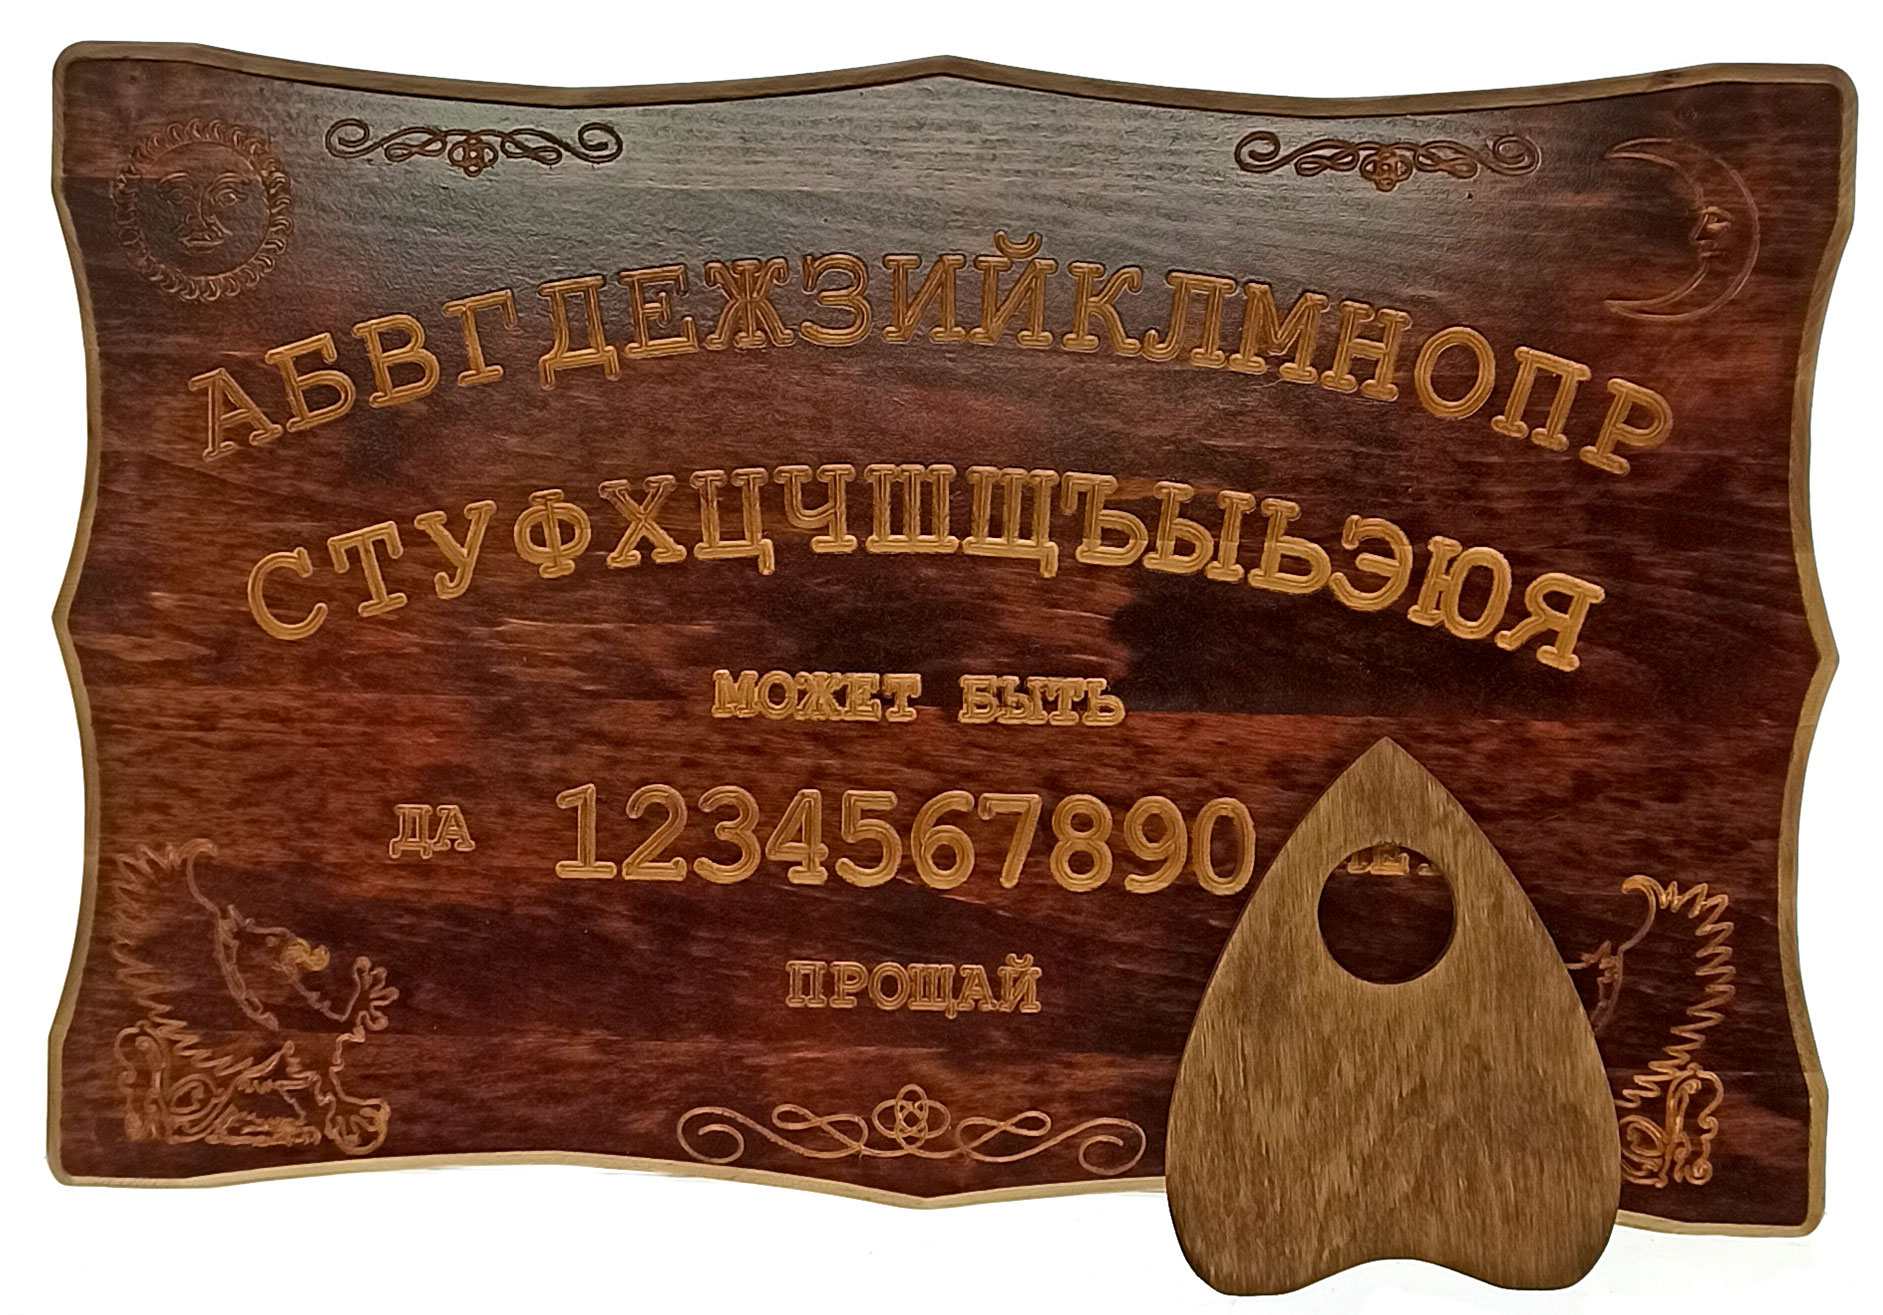 АБВГДЕЖЗИЙКЛМНОПР
СТУФХЦЧШЩЪЫЬЭЮЯ
МОЖЕТ БЫТЬ
ДА 1234567890
ПРОЩАЙ